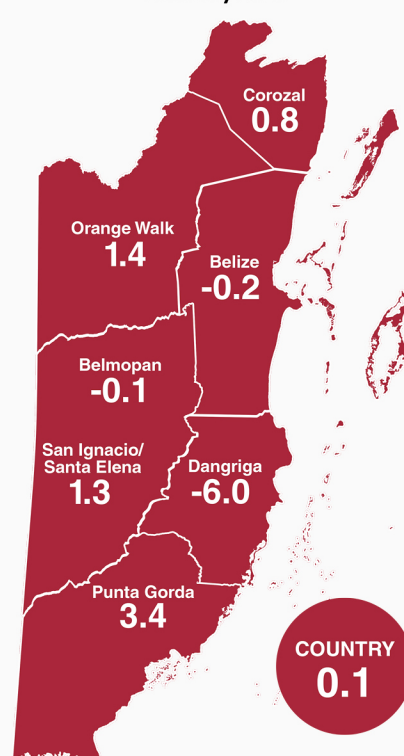 Corozal
0.8
Orange Walk
1.4
Belize
-0.2
Belmopan
-0.1
San Ignacio/
Santa Elena
1.3
Dangriga
-6.0
Punta Gorda
3.4
COUNTRY
0.1